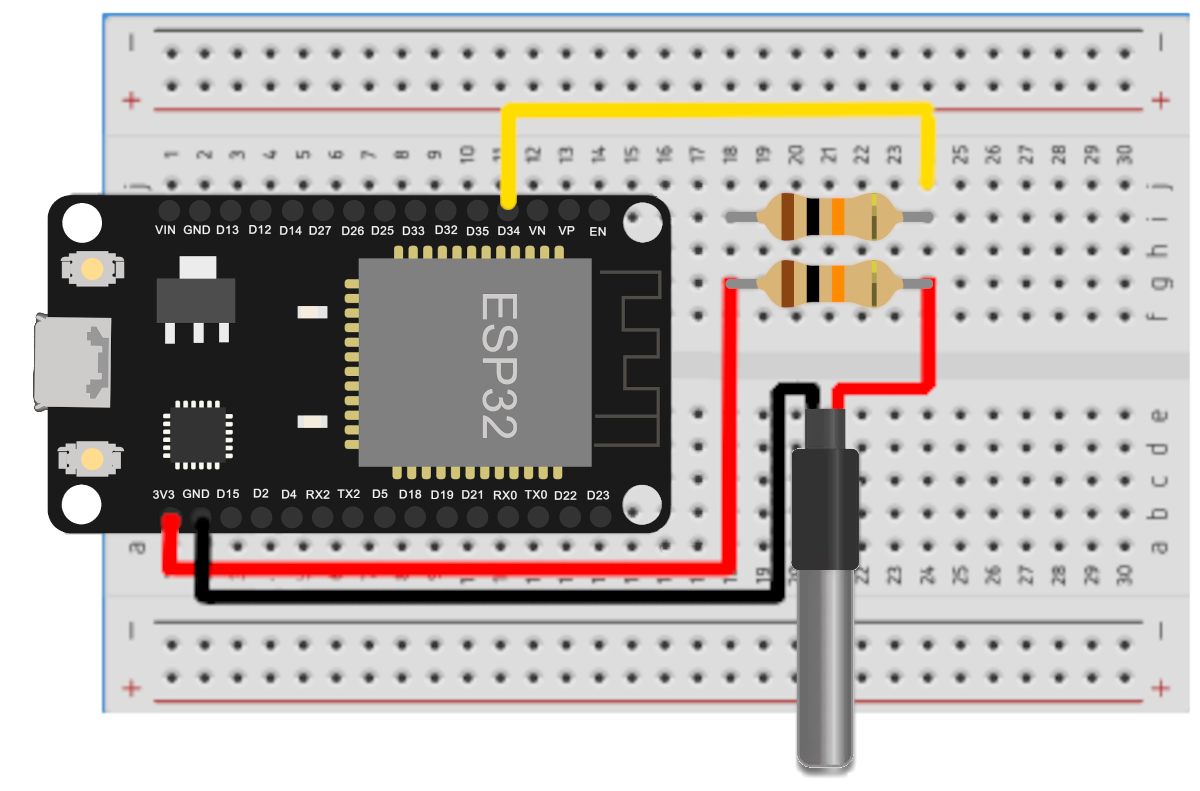 − −
+ +
1 2 3 4 5 6 7 8 9 10 12 13 14 15 16 17 18 19 20 21 22 23 25 26 27 28 29 30
j j
i
VIN GND D13 D12 D14 D27 D26 D25 D33 D32 D35 D34 VN VP EN
h
g
f
ESP32
e
d
c
3V3 GND D15 D2 D4 RX2 TX2 D5 D18 D19 D21 RX0 TX0 D22 D23
b
a a
19 22 23 24 25 26 27 28 29 30
− −
+ +